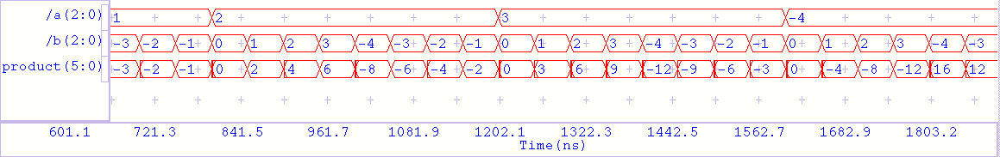 /a(2:0) 1 2 3 -4
/b(2:0) -3 -2 -1 0 1 2 3 -4 -3 -2 -1 0 1 2 3 -4 -3 -2 -1 0 1 2 3 -4 -3
product(5:0) -3 -2 -1 0 2 4 6 -8 -6 -4 -2 0 3 6 9 -12 -9 -6 -3 0 -4 -8 -12 16 12
601.1 721.3 841.5 961.7 1081.9 1202.1 1322.3 1442.5 1562.7 1682.9 1803.2
Time(ns)